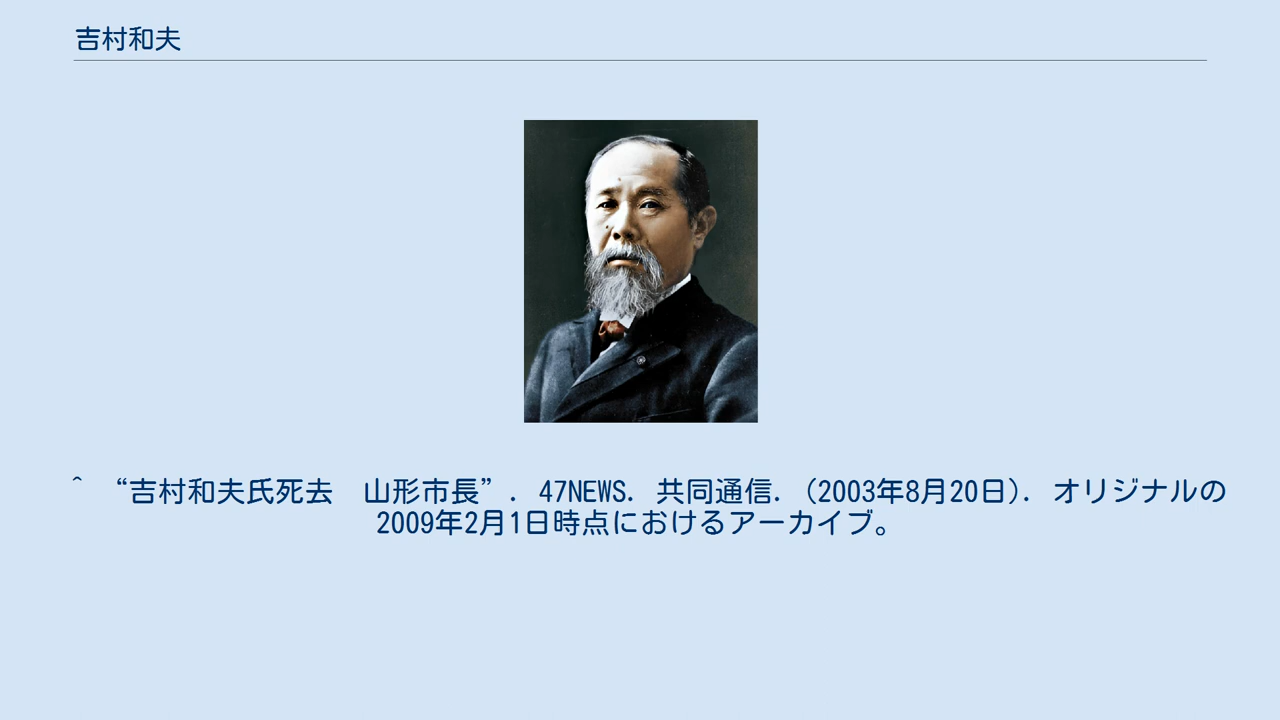 吉村和夫
^ “吉村和夫氏死去　山形市長”. 47NEWS. 共同通信. (2003年8月20日). オリジナルの
2009年2月1日時点におけるアーカイブ。